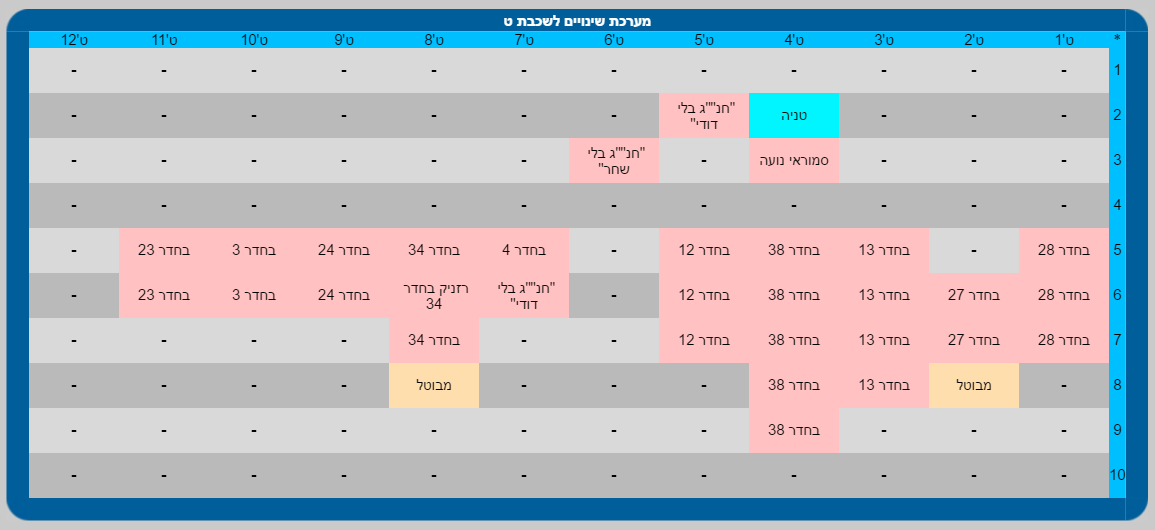 מערכת שינויים לשכבת ט
* ט'1 ט'2 ט'3 ט'4 ט'5 ט'6 ט'7 ט'8 ט'9 ט'10 ט'11 ט'12
1 - - - - - - - - - - - -
2 - - - טניה "חנ""ג בלי דודי" - - - - - - -
3 - - - סמוראי נועה - "חנ""ג בלי שחר" - - - - - -
4 - - - - - - - - - - - -
5 בחדר 28 - בחדר 13 בחדר 38 בחדר 12 - בחדר 4 בחדר 34 בחדר 24 בחדר 3 בחדר 23 -
6 בחדר 28 בחדר 27 בחדר 13 בחדר 38 בחדר 12 - "חנ""ג בלי דודי" רזניק בחדר 34 בחדר 24 בחדר 3 בחדר 23 -
7 בחדר 28 בחדר 27 בחדר 13 בחדר 38 בחדר 12 - - בחדר 34 - - - -
8 - מבוטל בחדר 13 בחדר 38 - - - מבוטל - - - -
9 - - - בחדר 38 - - - - - - - -
10 - - - - - - - - - - - -